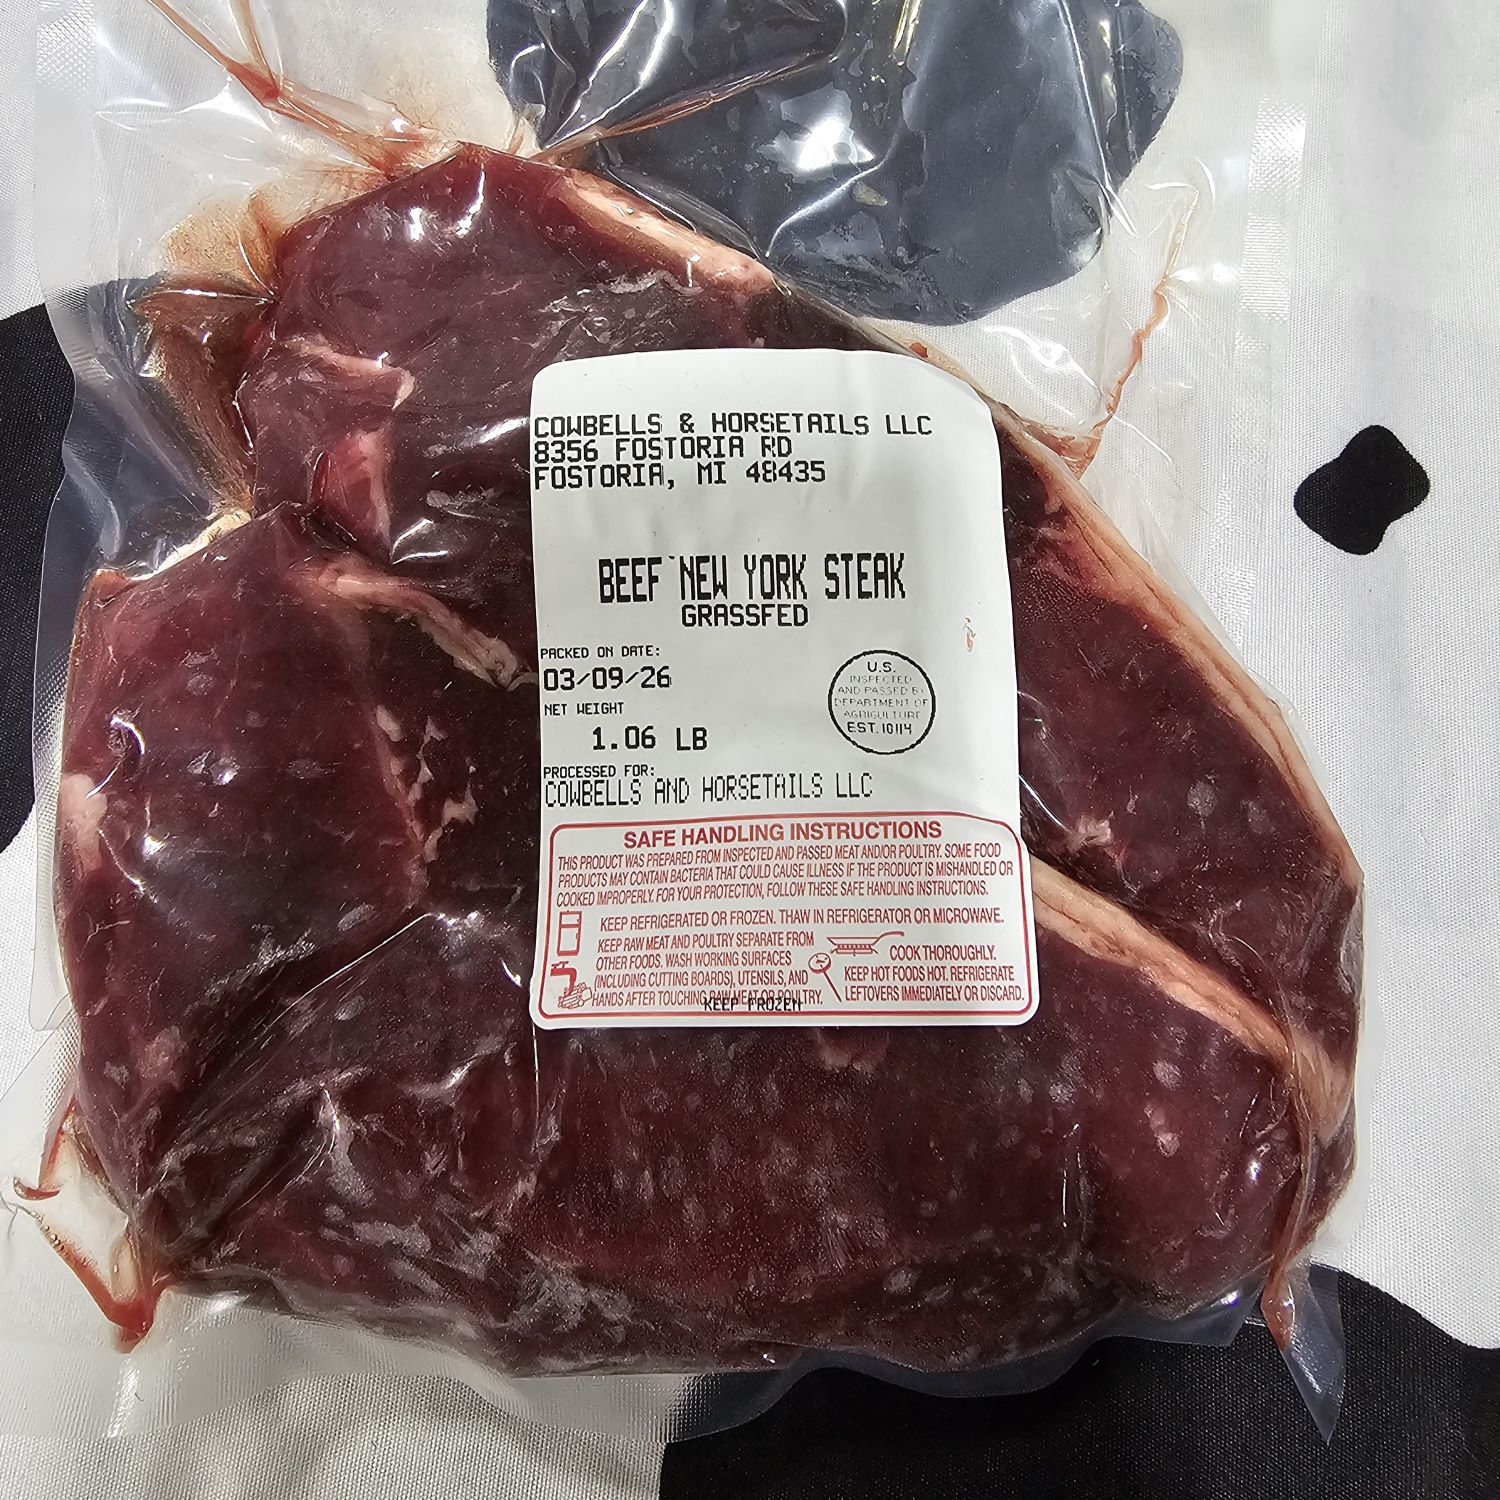 COWBELLS & HORSETAILS LLC
8356 FOSTORIA RD
FOSTORIA, MI 48435
BEEF NEW YORK STEAK
GRASSFED
PACKED ON DATE:
03/09/26
NET WEIGHT
1.06 LB
U.S.
INSPECTED
AND PASSED BY
DEPARTMENT OF
AGRICULTURE
EST. 10114
PROCESSED FOR:
COWBELLS AND HORSETAILS LLC
SAFE HANDLING INSTRUCTIONS
THIS PRODUCT WAS PREPARED FROM INSPECTED AND PASSED MEAT AND/OR POULTRY. SOME FOOD
PRODUCTS MAY CONTAIN BACTERIA THAT COULD CAUSE ILLNESS IF THE PRODUCT IS MISHANDLED OR
COOKED IMPROPERLY. FOR YOUR PROTECTION, FOLLOW THESE SAFE HANDLING INSTRUCTIONS.
KEEP REFRIGERATED OR FROZEN. THAW IN REFRIGERATOR OR MICROWAVE.
KEEP RAW MEAT AND POULTRY SEPARATE FROM
OTHER FOODS. WASH WORKING SURFACES
(INCLUDING CUTTING BOARDS), UTENSILS, AND
HANDS AFTER TOUCHING RAW MEAT OR POULTRY.
COOK THOROUGHLY.
KEEP HOT FOODS HOT. REFRIGERATE
LEFTOVERS IMMEDIATELY OR DISCARD.
KEEP FROZEN